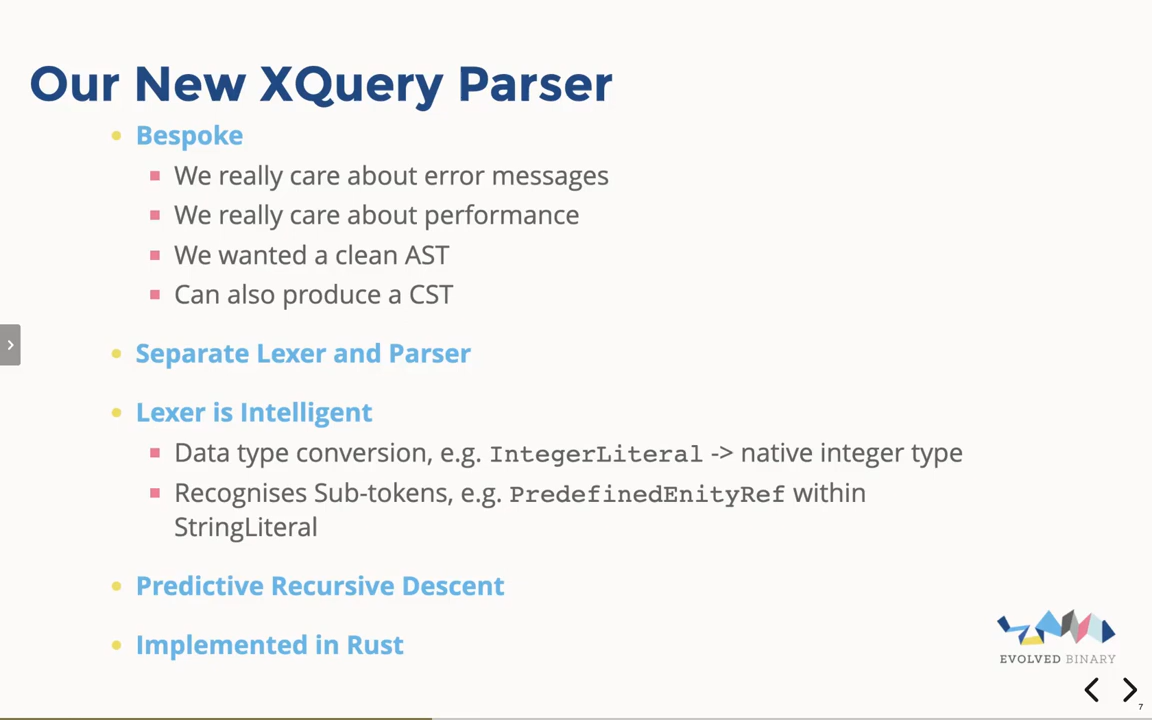 Our New XQuery Parser
Bespoke
We really care about error messages
We really care about performance
We wanted a clean AST
Can also produce a CST
Separate Lexer and Parser
Lexer is Intelligent
Data type conversion, e.g. IntegerLiteral -> native integer type
Recognises Sub-tokens, e.g. PredefinedEnityRef within
StringLiteral
Predictive Recursive Descent
Implemented in Rust
EVOLVED BINARY
7